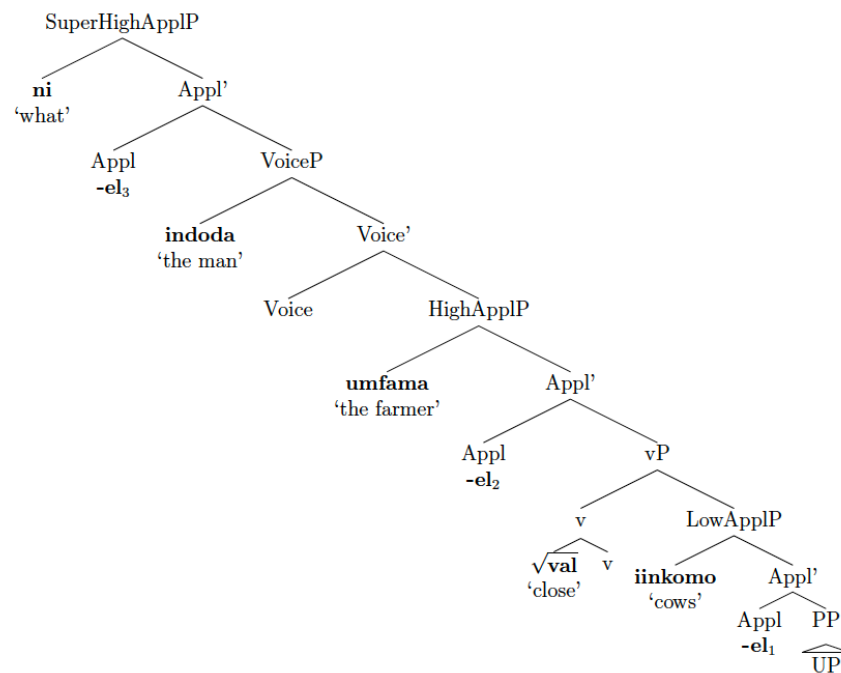 SuperHighApplP
ni Appl’
‘what’
Appl VoiceP
-el₃
indoda Voice’
‘the man’
Voice HighApplP
umfama Appl’
‘the farmer’
Appl vP
-el₂
v LowApplP
√val v iinkomo Appl’
‘close’ ‘cows’
Appl PP
-el₁
UP